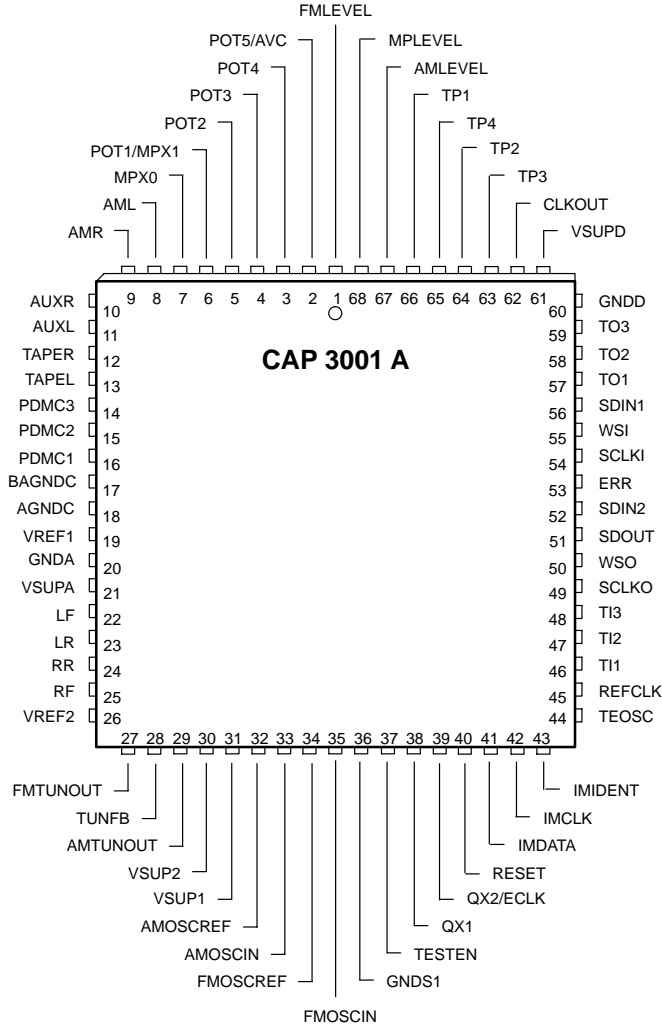 FMLEVEL
POT5/AVC MPLEVEL
POT4 AMLEVEL
POT3 TP1
POT2 TP4
POT1/MPX1 TP2
MPX0 TP3
AML CLKOUT
AMR VSUPD
9 8 7 6 5 4 3 2 1 68 67 66 65 64 63 62 61
AUXR 10 60 GNDD
AUXL 11 59 TO3
CAP 3001 A
TAPER 12 58 TO2
TAPEL 13 57 TO1
PDMC3 14 56 SDIN1
PDMC2 15 55 WSI
PDMC1 16 54 SCLKI
BAGNDC 17 53 ERR
AGNDC 18 52 SDIN2
VREF1 19 51 SDOUT
GNDA 20 50 WSO
VSUPA 21 49 SCLKO
LF 22 48 TI3
LR 23 47 TI2
RR 24 46 TI1
RF 25 45 REFCLK
VREF2 26 44 TEOSC
27 28 29 30 31 32 33 34 35 36 37 38 39 40 41 42 43
FMTUNOUT IMIDENT
TUNFB IMCLK
AMTUNOUT IMDATA
VSUP2 RESET
VSUP1 QX2/ECLK
AMOSCREF QX1
AMOSCIN TESTEN
FMOSCREF GNDS1
FMOSCIN